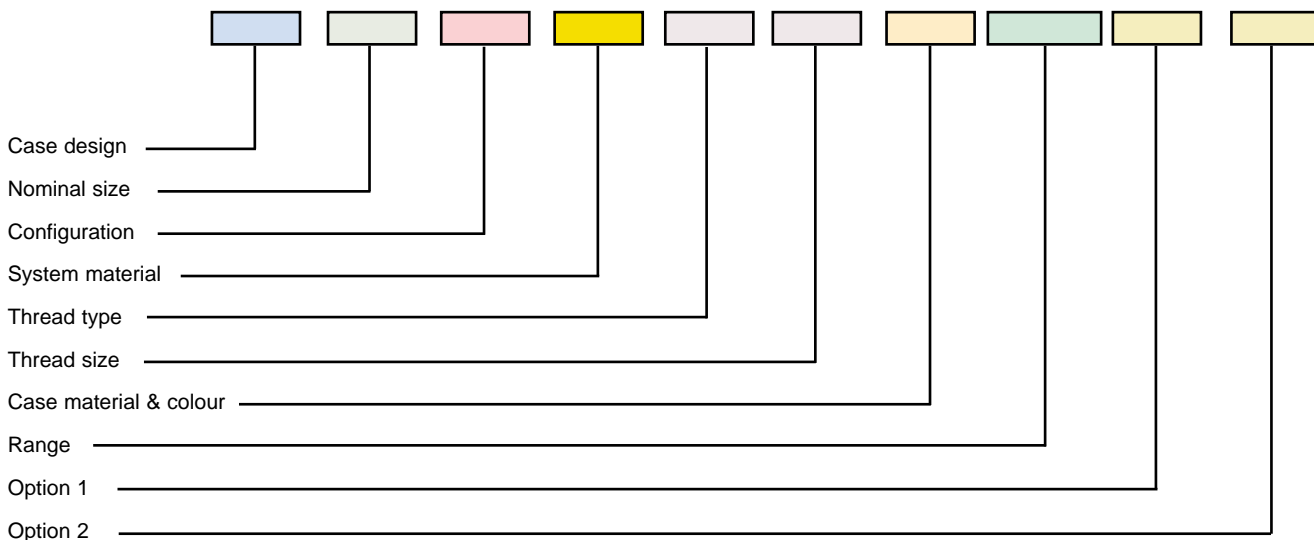 Case design
Nominal size
Configuration
System material
Thread type
Thread size
Case material & colour
Range
Option 1
Option 2